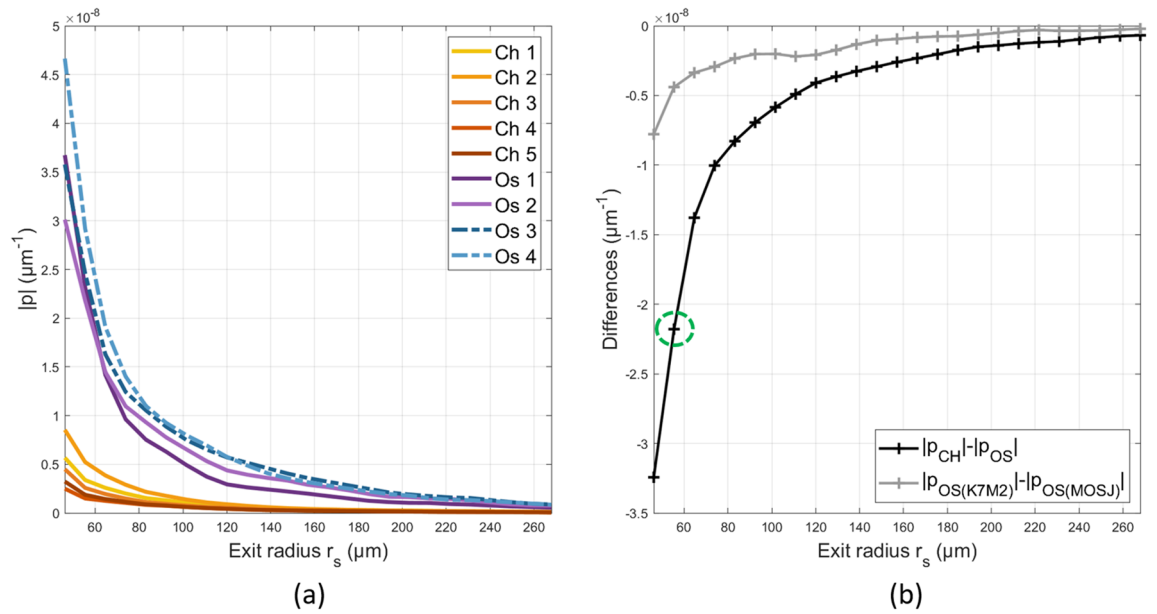 ×10⁻⁸
5
4.5
4
3.5
3
2.5
2
1.5
1
0.5
0
|p| (µm⁻¹)
60 80 100 120 140 160 180 200 220 240 260
Exit radius rₛ (µm)
Ch 1
Ch 2
Ch 3
Ch 4
Ch 5
Os 1
Os 2
Os 3
Os 4
(a)
×10⁻⁸
0
-0.5
-1
-1.5
-2
-2.5
-3
-3.5
Differences (µm⁻¹)
60 80 100 120 140 160 180 200 220 240 260
Exit radius rₛ (µm)
|p_CH|-|p_OS|
|p_OS(K7M2)|-|p_OS(MOSJ)|
(b)